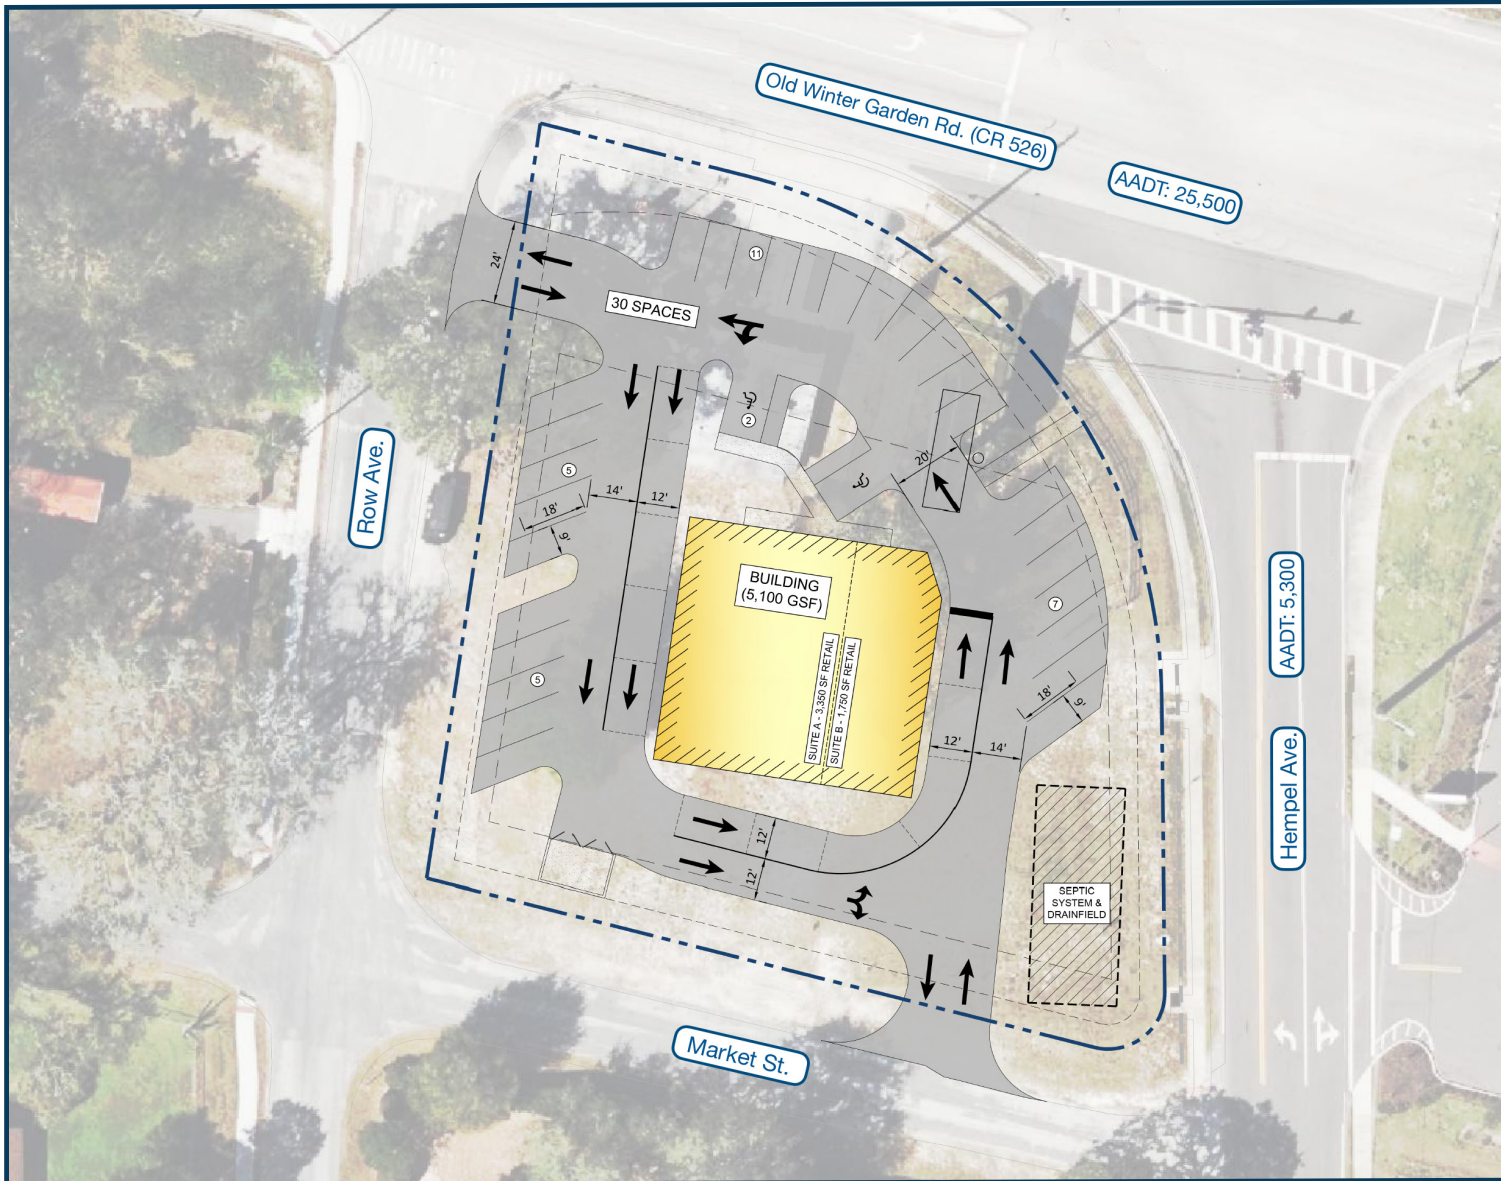 Old Winter Garden Rd. (CR 526)
AADT: 25,500
24'
11
30 SPACES
2
5
20'
14'
12'
18'
9'
Row Ave.
BUILDING
(5,100 GSF)
SUITE A - 3,350 SF RETAIL
SUITE B - 1,750 SF RETAIL
7
AADT: 5,300
5
18'
9'
12'
14'
12'
12'
Hempel Ave.
SEPTIC
SYSTEM &
DRAINFIELD
Market St.